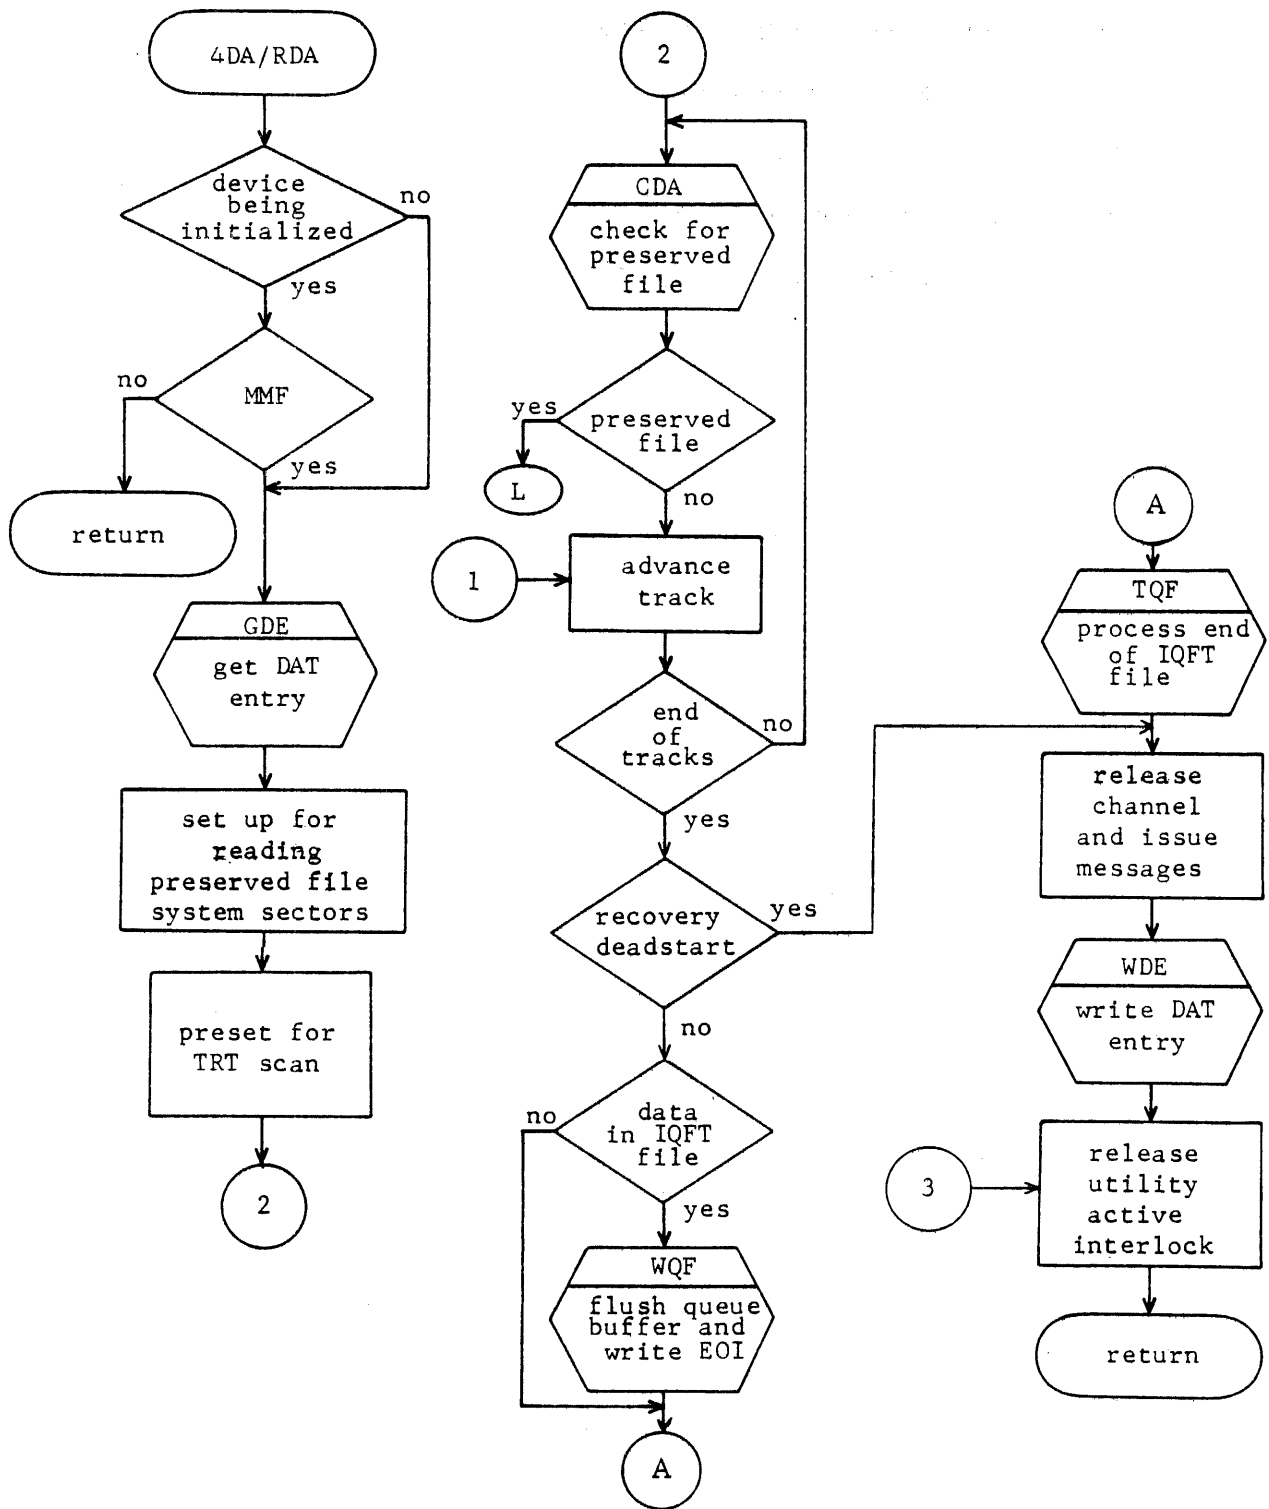 4DA/RDA
device
being
initialized
no
yes
MMF
no
yes
return
GDE
get DAT
entry
set up for
reading
preserved file
system sectors
preset for
TRT scan
2
2
CDA
check for
preserved
file
preserved
file
yes
L
no
1
advance
track
end
of
tracks
no
yes
recovery
deadstart
yes
no
data
in IQFT
file
no
yes
WQF
flush queue
buffer and
write EOI
A
A
TQF
process end
of IQFT
file
release
channel
and issue
messages
WDE
write DAT
entry
3
release
utility
active
interlock
return